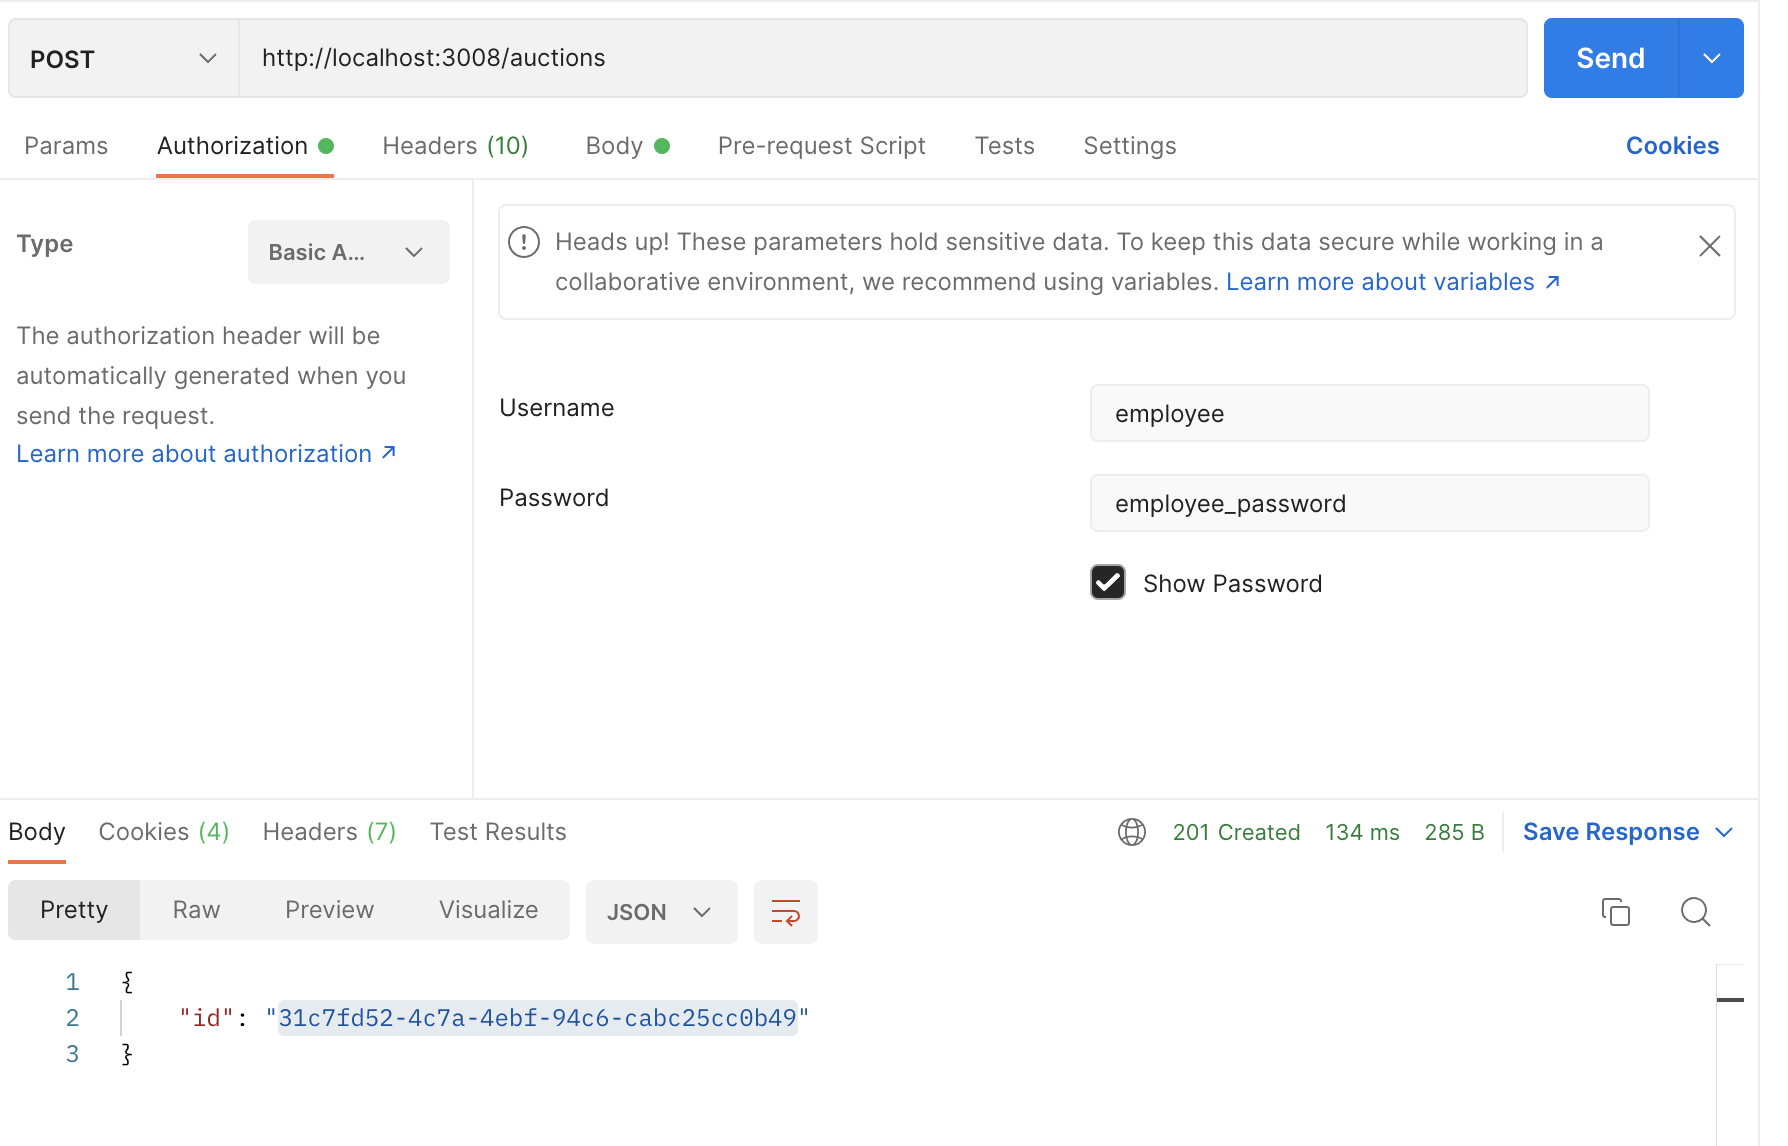 POST
http://localhost:3008/auctions
Send
Params
Authorization
Headers (10)
Body
Pre-request Script
Tests
Settings
Cookies
Type
Basic A...
The authorization header will be
automatically generated when you
send the request.
Learn more about authorization ↗
Heads up! These parameters hold sensitive data. To keep this data secure while working in a
collaborative environment, we recommend using variables. Learn more about variables ↗
Username
employee
Password
employee_password
Show Password
Body
Cookies (4)
Headers (7)
Test Results
201 Created
134 ms
285 B
Save Response
Pretty
Raw
Preview
Visualize
JSON
1 {
2 "id": "31c7fd52-4c7a-4ebf-94c6-cabc25cc0b49"
3 }